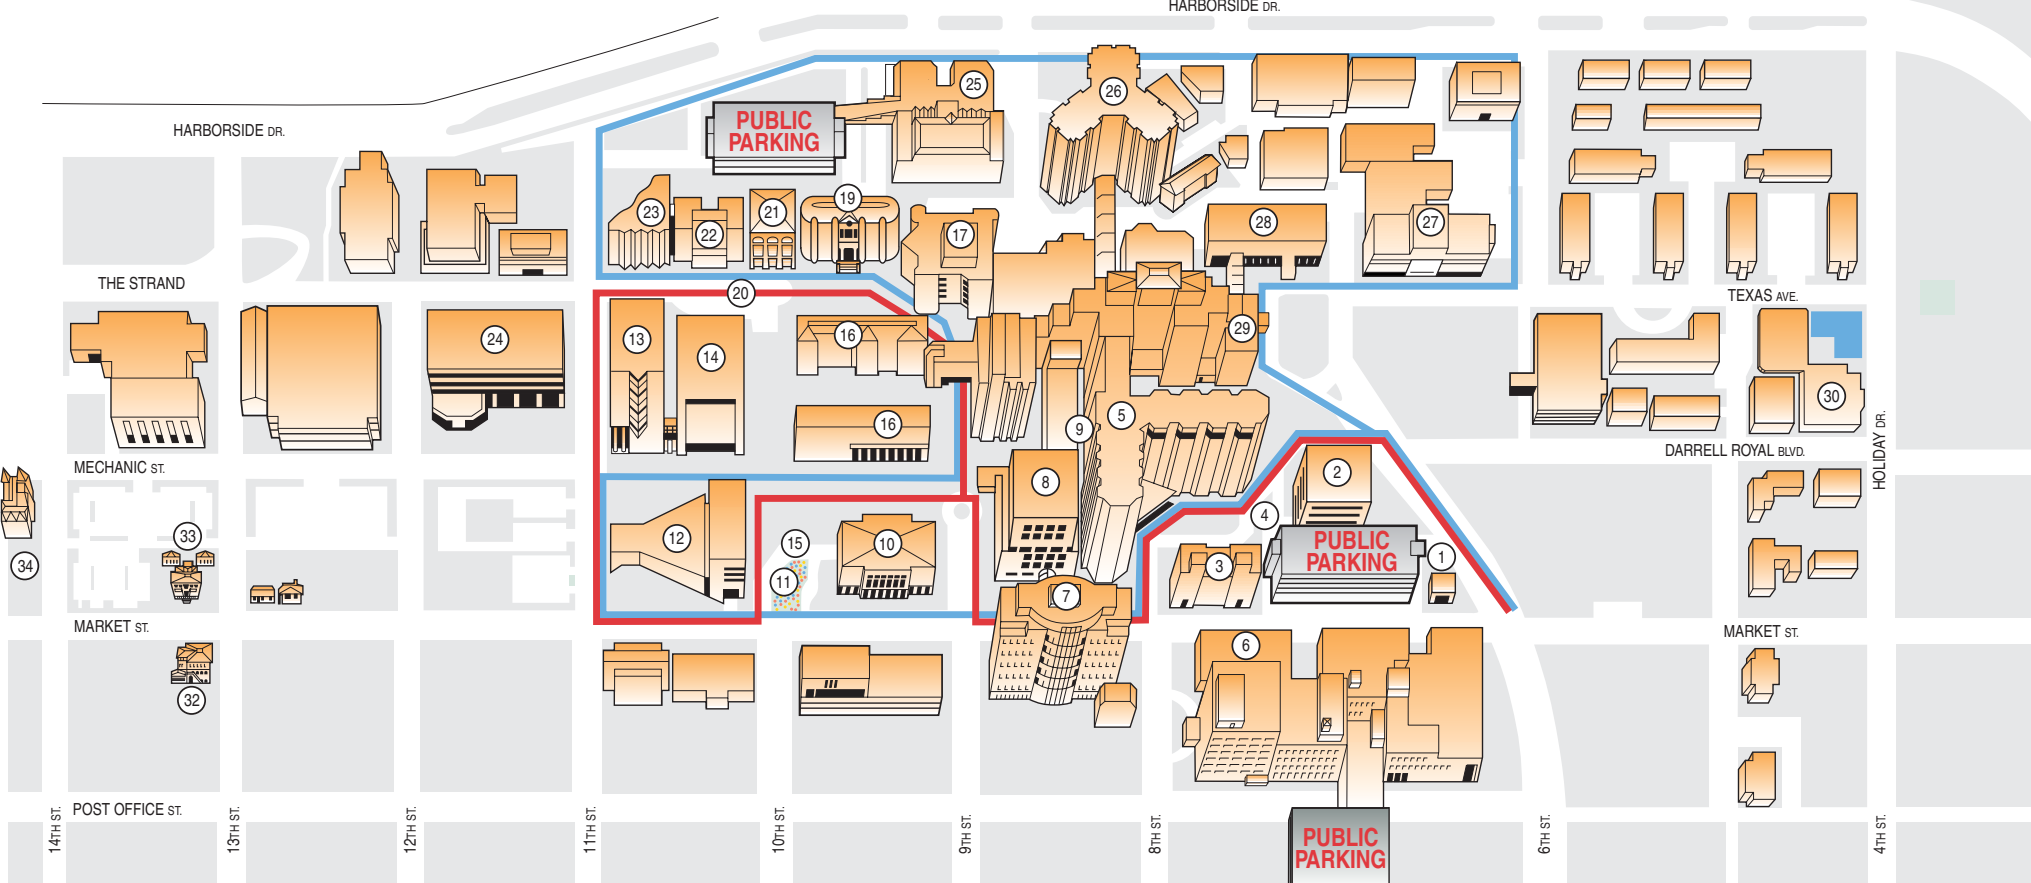 HARBORSIDE DR.
25
26
PUBLIC
PARKING
HARBORSIDE DR.
19
23
21
22
17
28
27
THE STRAND
20
TEXAS AVE.
13
14
16
24
29
30
5
16
9
HOLIDAY DR.
DARRELL ROYAL BLVD.
MECHANIC ST.
8
2
4
33
12
15
10
PUBLIC
PARKING
1
34
11
3
7
MARKET ST.
MARKET ST.
6
32
POST OFFICE ST.
14TH ST.
13TH ST.
12TH ST.
11TH ST.
10TH ST.
9TH ST.
8TH ST.
PUBLIC
PARKING
6TH ST.
4TH ST.